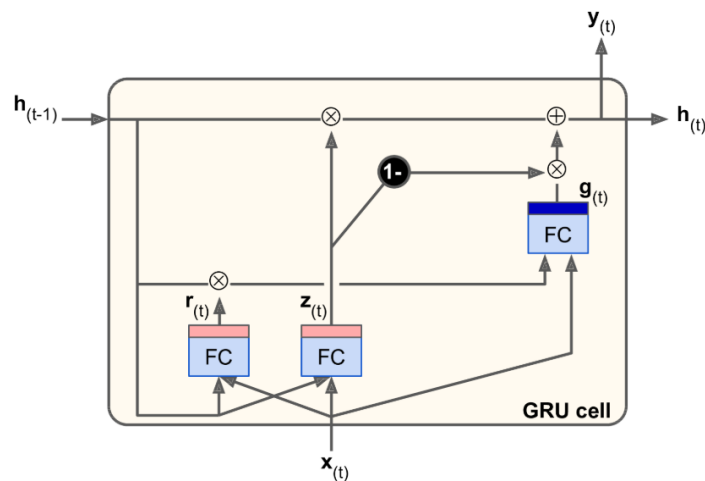 y(t)
h(t-1)
h(t)
1-
g(t)
FC
r(t)
z(t)
FC
FC
GRU cell
x(t)